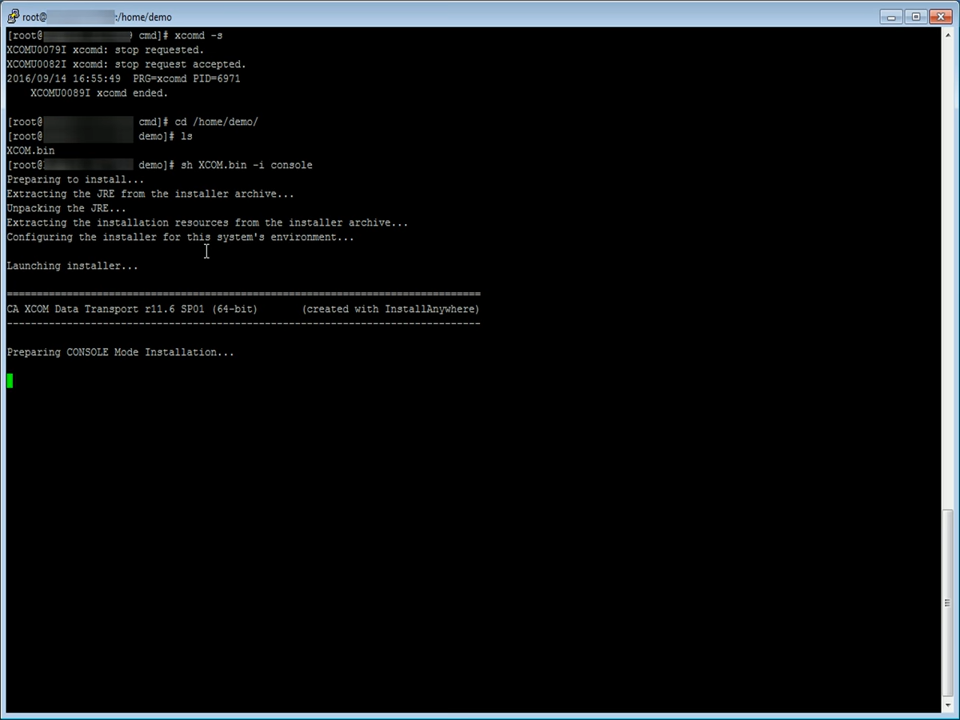 root@ :/home/demo
[root@ cmd]# xcomd -s
XCOMU0079I xcomd: stop requested.
XCOMU0082I xcomd: stop request accepted.
2016/09/14 16:55:49  PRG=xcomd PID=6971
    XCOMU0089I xcomd ended.
[root@ cmd]# cd /home/demo/
[root@ demo]# ls
XCOM.bin
[root@ demo]# sh XCOM.bin -i console
Preparing to install...
Extracting the JRE from the installer archive...
Unpacking the JRE...
Extracting the installation resources from the installer archive...
Configuring the installer for this system's environment...
Launching installer...
===============================================================================
CA XCOM Data Transport r11.6 SP01 (64-bit)       (created with InstallAnywhere)
-------------------------------------------------------------------------------
Preparing CONSOLE Mode Installation...